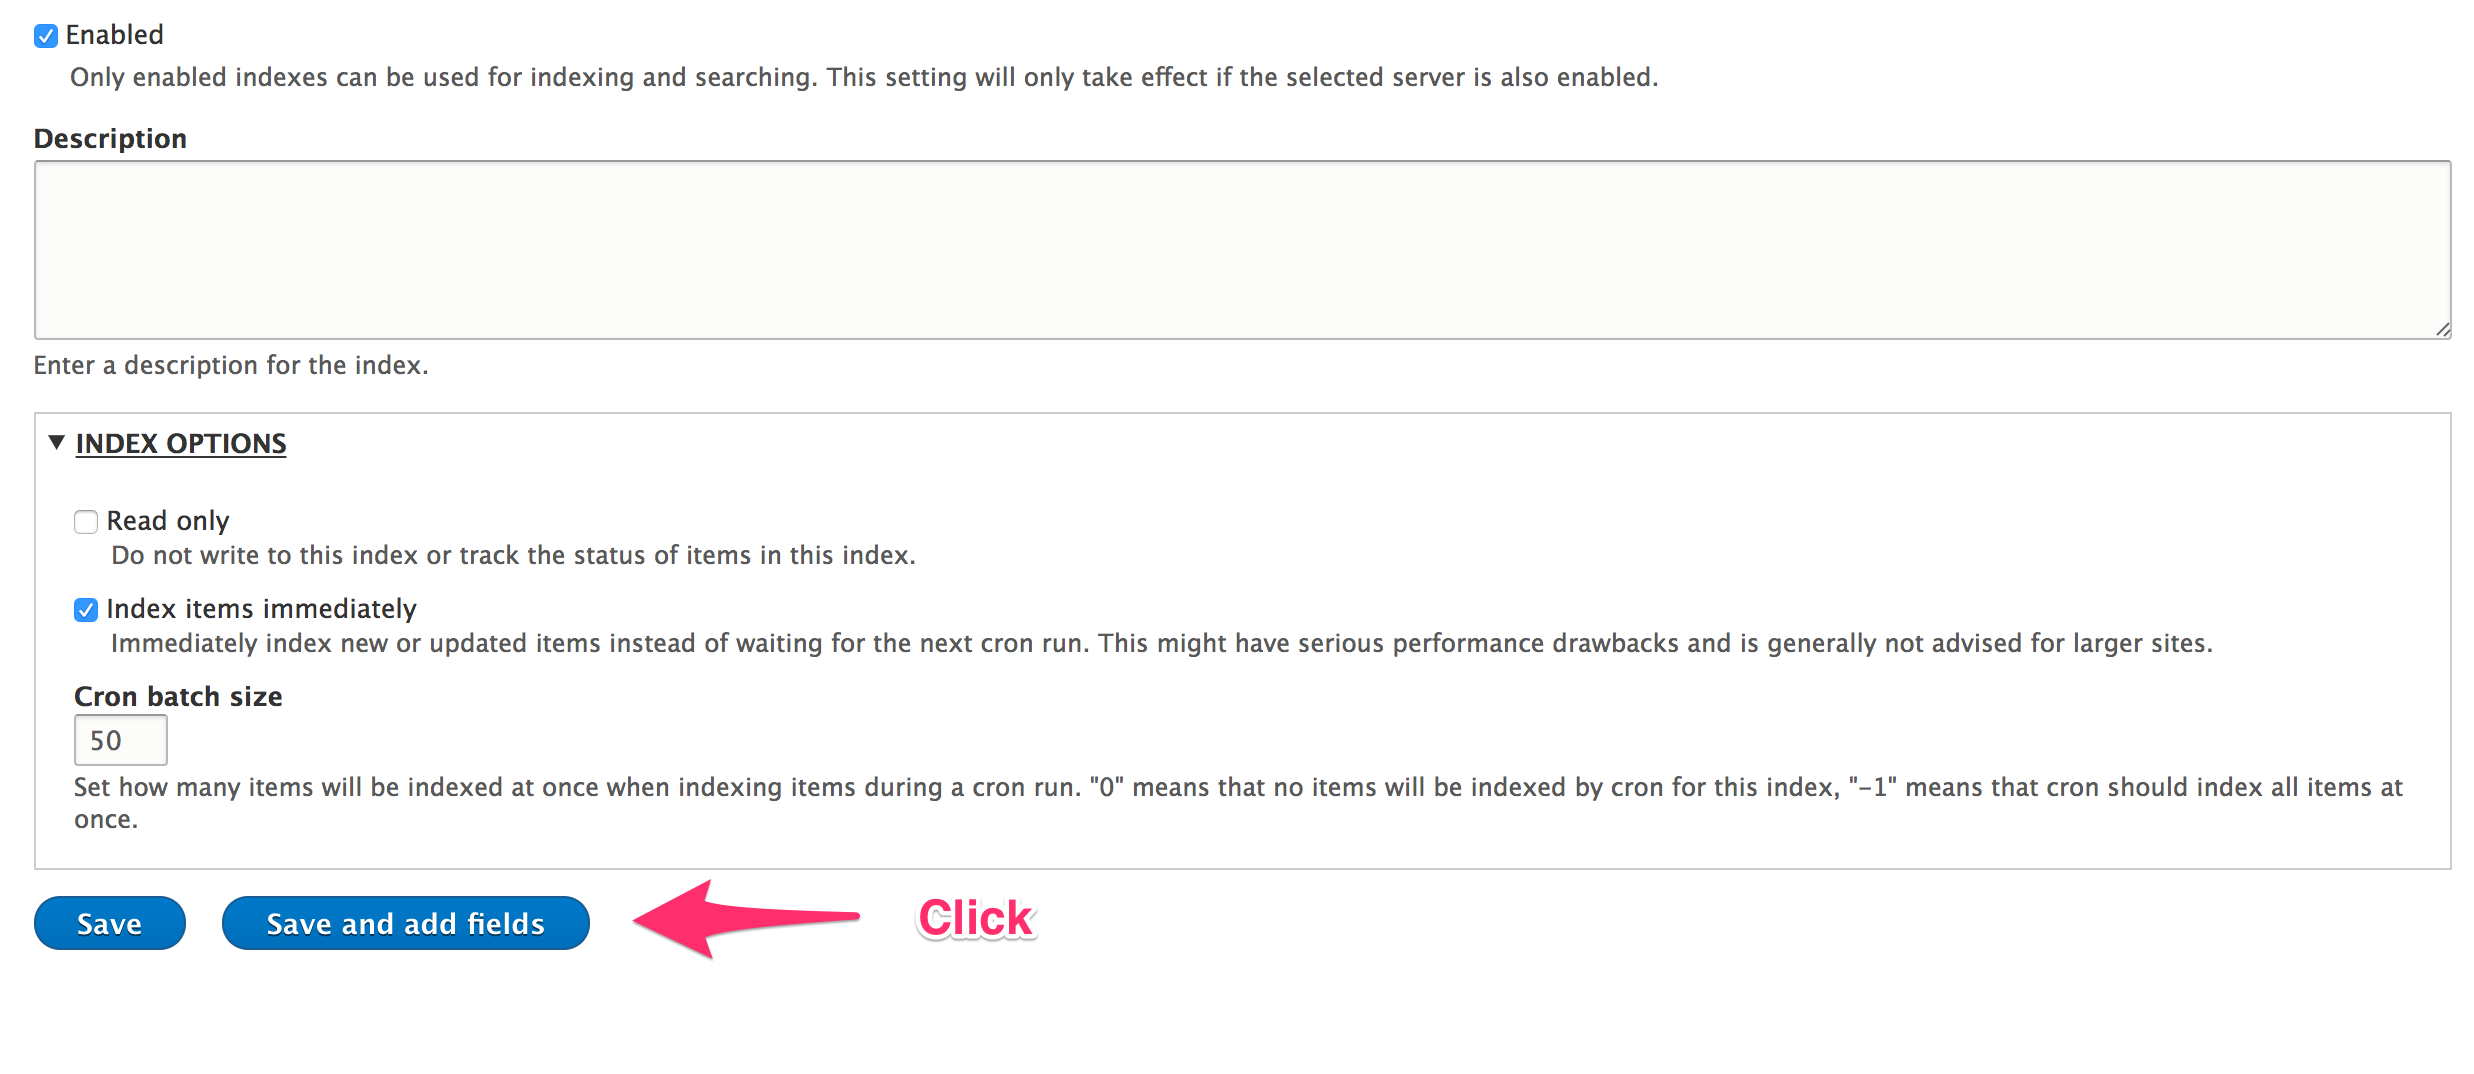 Enabled
Only enabled indexes can be used for indexing and searching. This setting will only take effect if the selected server is also enabled.
Description
Enter a description for the index.
INDEX OPTIONS
Read only
Do not write to this index or track the status of items in this index.
Index items immediately
Immediately index new or updated items instead of waiting for the next cron run. This might have serious performance drawbacks and is generally not advised for larger sites.
Cron batch size
50
Set how many items will be indexed at once when indexing items during a cron run. "0" means that no items will be indexed by cron for this index, "-1" means that cron should index all items at
once.
Save
Save and add fields
Click